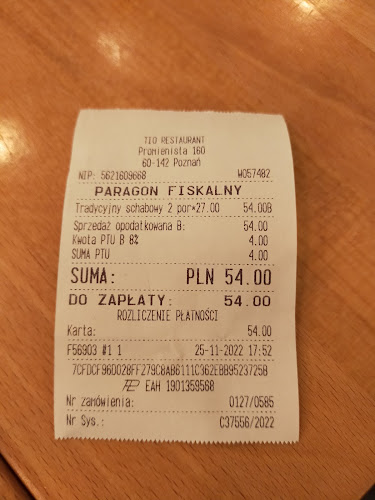 TIO RESTAURANT
Promienista 160
60-142 Poznań
NIP: 5621609668 WO57482
PARAGON FISKALNY
Tradycyjny schabowy 2 por*27.00 54.00B
Sprzedaż opodatkowana B: 54.00
Kwota PTU B 8% 4.00
SUMA PTU 4.00
SUMA: PLN 54.00
DO ZAPŁATY: 54.00
ROZLICZENIE PŁATNOŚCI
Karta: 54.00
F56903 #1 1 25-11-2022 17:52
7CFDCF96D028FF279C8AB6111C362EBB95237258
EAH 1901359568
Nr zamówienia: 0127/0585
Nr Sys.: C37556/2022